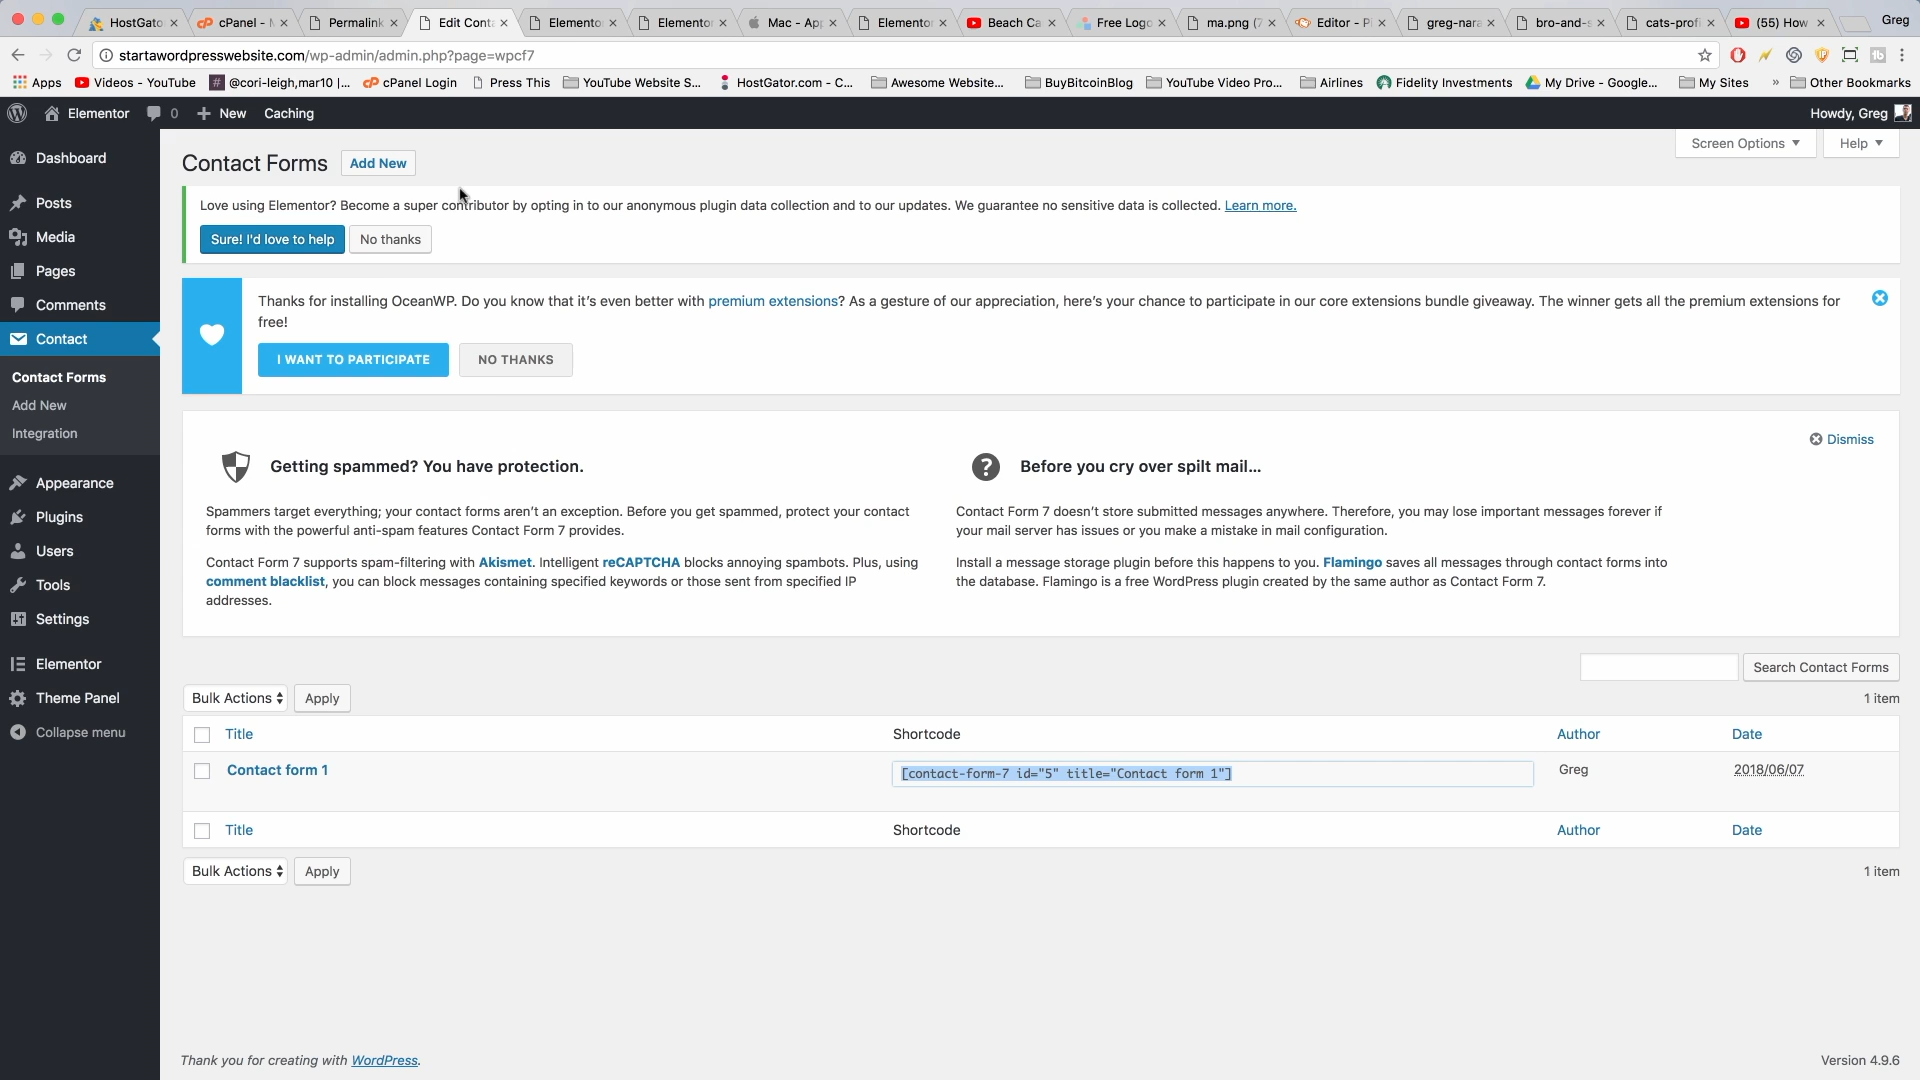 HostGato
cPanel - M
Permalink
Edit Conta
Elemento
Elemento
Mac - App
Elemento
Beach Ca
Free Logo
ma.png (7
Editor - Pi
greg-nara
bro-and-s
cats-profi
(55) How
Greg
startawordpresswebsite.com/wp-admin/admin.php?page=wpcf7
Apps
Videos - YouTube
@cori-leigh,mar10 |...
cPanel Login
Press This
YouTube Website S...
HostGator.com - C...
Awesome Website...
BuyBitcoinBlog
YouTube Video Pro...
Airlines
Fidelity Investments
My Drive - Google...
My Sites
»
Other Bookmarks
Elementor
0
New
Caching
Howdy, Greg
Dashboard
Posts
Media
Pages
Comments
Contact
Contact Forms
Add New
Integration
Appearance
Plugins
Users
Tools
Settings
Elementor
Theme Panel
Collapse menu
Screen Options
Help
Contact Forms
Add New
Love using Elementor? Become a super contributor by opting in to our anonymous plugin data collection and to our updates. We guarantee no sensitive data is collected. Learn more.
Sure! I'd love to help
No thanks
Thanks for installing OceanWP. Do you know that it's even better with premium extensions? As a gesture of our appreciation, here's your chance to participate in our core extensions bundle giveaway. The winner gets all the premium extensions for
free!
I WANT TO PARTICIPATE
NO THANKS
Dismiss
Getting spammed? You have protection.
Spammers target everything; your contact forms aren't an exception. Before you get spammed, protect your contact
forms with the powerful anti-spam features Contact Form 7 provides.
Contact Form 7 supports spam-filtering with Akismet. Intelligent reCAPTCHA blocks annoying spambots. Plus, using
comment blacklist, you can block messages containing specified keywords or those sent from specified IP
addresses.
Before you cry over spilt mail...
Contact Form 7 doesn't store submitted messages anywhere. Therefore, you may lose important messages forever if
your mail server has issues or you make a mistake in mail configuration.
Install a message storage plugin before this happens to you. Flamingo saves all messages through contact forms into
the database. Flamingo is a free WordPress plugin created by the same author as Contact Form 7.
Search Contact Forms
Bulk Actions
Apply
1 item
Title
Shortcode
Author
Date
Contact form 1
[contact-form-7 id="5" title="Contact form 1"]
Greg
2018/06/07
Title
Shortcode
Author
Date
Bulk Actions
Apply
1 item
Thank you for creating with WordPress.
Version 4.9.6